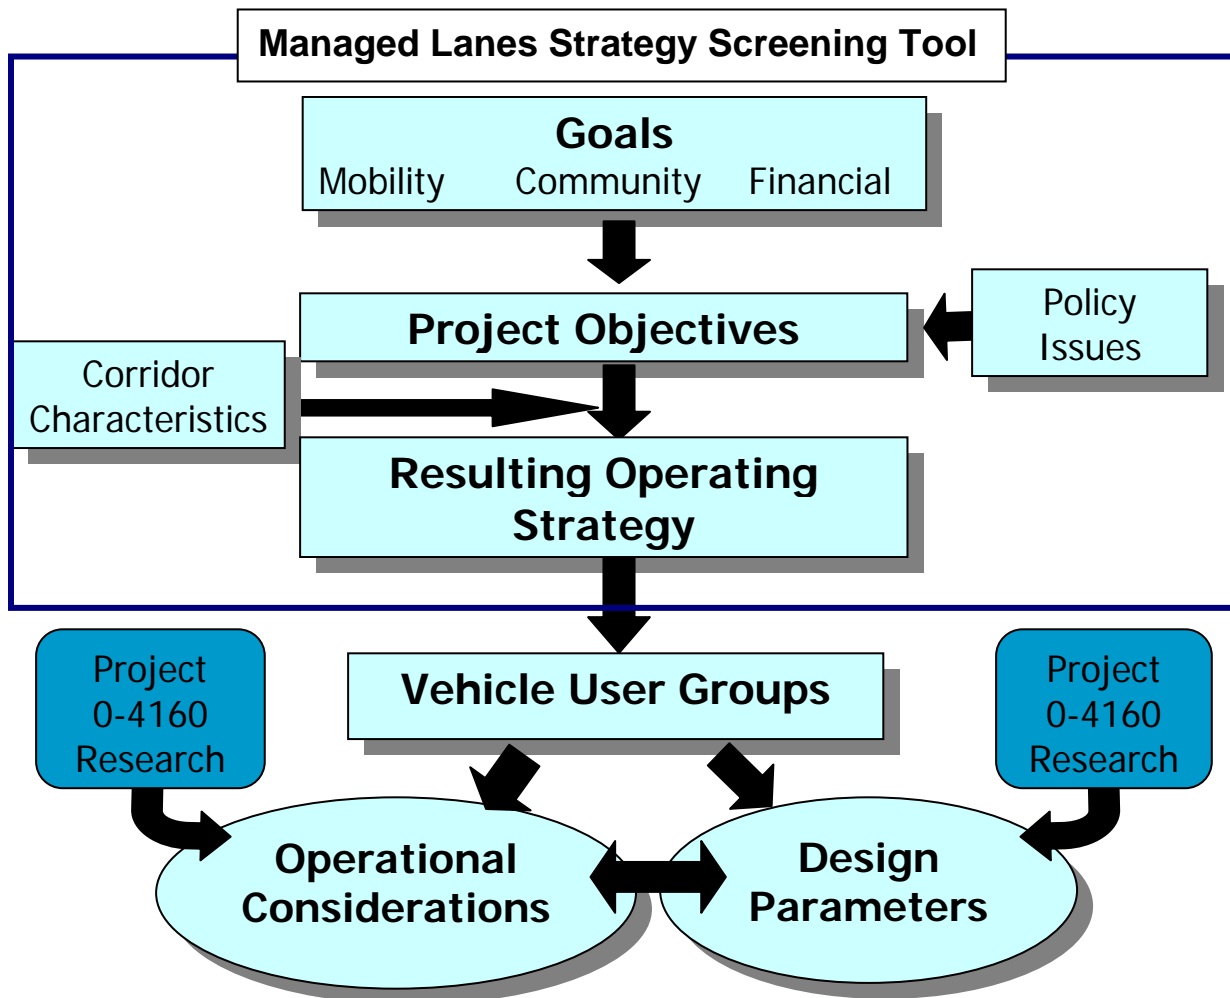 Managed Lanes Strategy Screening Tool
Goals
Mobility Community Financial
Project Objectives
Policy
Issues
Corridor
Characteristics
Resulting Operating
Strategy
Project
0-4160
Research
Vehicle User Groups
Project
0-4160
Research
Operational
Considerations
Design
Parameters